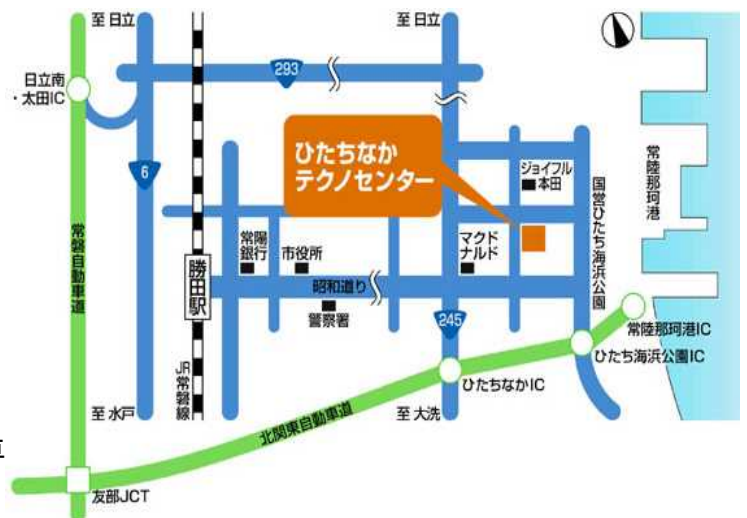 至 日立
至 日立
293
日立南
・太田IC
ひたちなか
テクノセンター
ジョイフル
本田
6
常磐自動車道
常陽
銀行
市役所
マクド
ナルド
国営ひたち海浜公園
常陸那珂港
勝田駅
昭和通り
警察署
245
常陸那珂港IC
ひたち海浜公園IC
JR
常磐線
ひたちなかIC
至 水戸
至 大洗
北関東自動車道
友部JCT